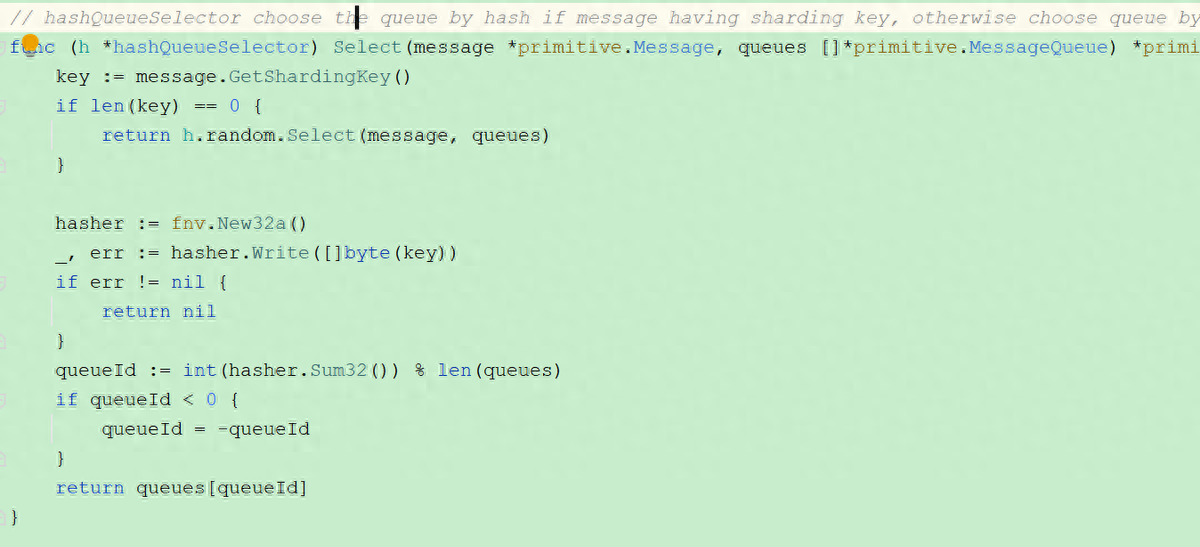 // hashQueueSelector choose the queue by hash if message having sharding key, otherwise choose queue by
func (h *hashQueueSelector) Select(message *primitive.Message, queues []*primitive.MessageQueue) *primi
    key := message.GetShardingKey()
    if len(key) == 0 {
        return h.random.Select(message, queues)
    }

    hasher := fnv.New32a()
    _, err := hasher.Write([]byte(key))
    if err != nil {
        return nil
    }
    queueId := int(hasher.Sum32()) % len(queues)
    if queueId < 0 {
        queueId = -queueId
    }
    return queues[queueId]
}